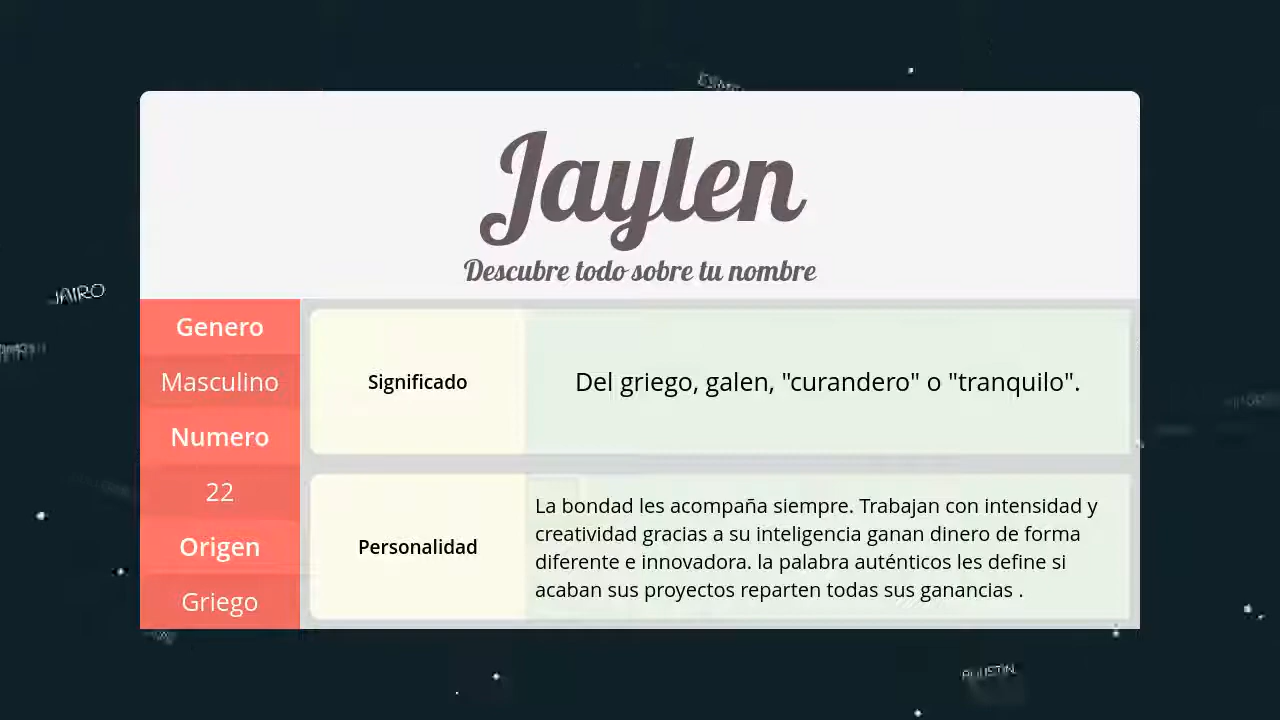 Jaylen
Descubre todo sobre tu nombre
JAIRO
Genero
Masculino
Numero
22
Origen
Griego
Significado
Del griego, galen, "curandero" o "tranquilo".
Personalidad
La bondad les acompaña siempre. Trabajan con intensidad y
creatividad gracias a su inteligencia ganan dinero de forma
diferente e innovadora. la palabra auténticos les define si
acaban sus proyectos reparten todas sus ganancias .
AGUSTIN